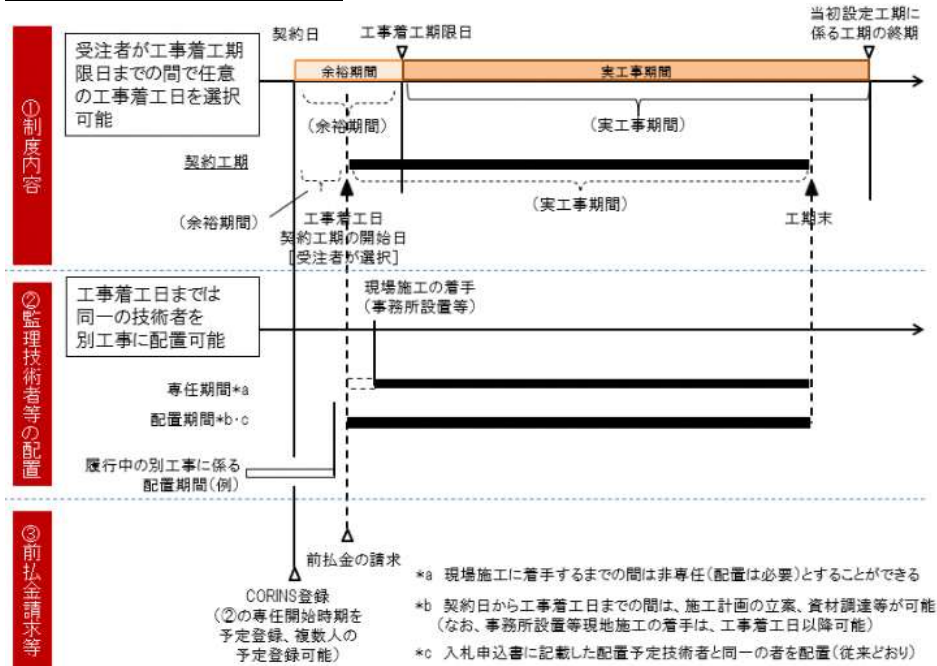 ①制度内容
受注者が工事着工期
限日までの間で任意
の工事着工日を選択
可能
契約日
工事着工期限日
当初設定工期に
係る工期の終期
余裕期間
実工事期間
(余裕期間)
(実工事期間)
契約工期
(余裕期間)
(実工事期間)
工事着工日
契約工期の開始日
[受注者が選択]
工期末
②監理技術者等の配置
工事着工日までは
同一の技術者を
別工事に配置可能
現場施工の着手
(事務所設置等)
専任期間*a
配置期間*b・c
履行中の別工事に係る
配置期間(例)
③前払金請求等
前払金の請求
CORINS登録
(②の専任開始時期を
予定登録、複数人の
予定登録可能)
*a 現場施工に着手するまでの間は非専任(配置は必要)とすることができる
*b 契約日から工事着工日までの間は、施工計画の立案、資材調達等が可能
(なお、事務所設置等現地施工の着手は、工事着工日以降可能)
*c 入札申込書に記載した配置予定技術者と同一の者を配置(従来どおり)